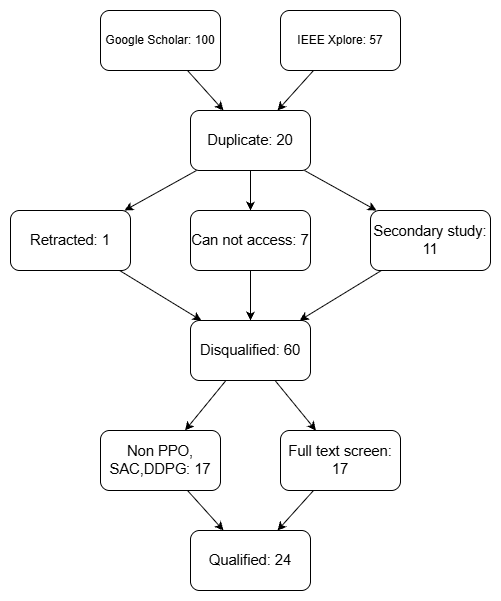 Google Scholar: 100
IEEE Xplore: 57
Duplicate: 20
Retracted: 1
Can not access: 7
Secondary study:
11
Disqualified: 60
Non PPO,
SAC,DDPG: 17
Full text screen:
17
Qualified: 24